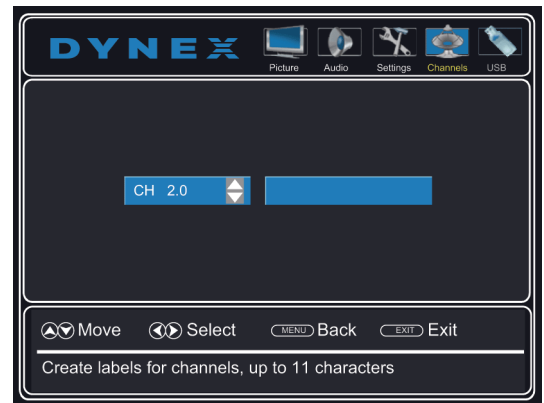 DYNEX
Picture Audio Settings Channels USB
CH 2.0
Move Select MENU Back EXIT Exit
Create labels for channels, up to 11 characters